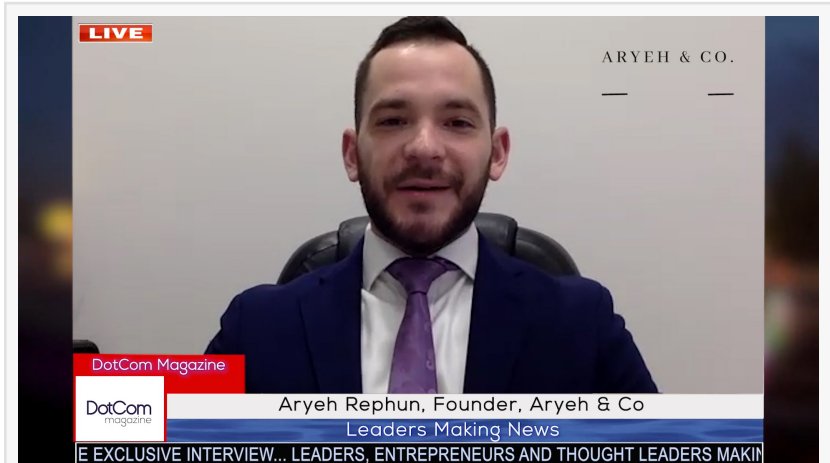 LIVE
ARYEH & CO.
DotCom Magazine
DotCom
magazine
Aryeh Rephun, Founder, Aryeh & Co
Leaders Making News
E EXCLUSIVE INTERVIEW... LEADERS, ENTREPRENEURS AND THOUGHT LEADERS MAKIN